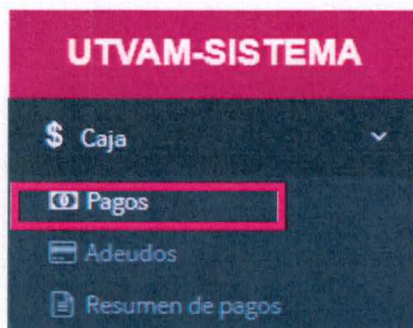 UTVAM-SISTEMA
$ Caja
Pagos
Adeudos
Resumen de pagos